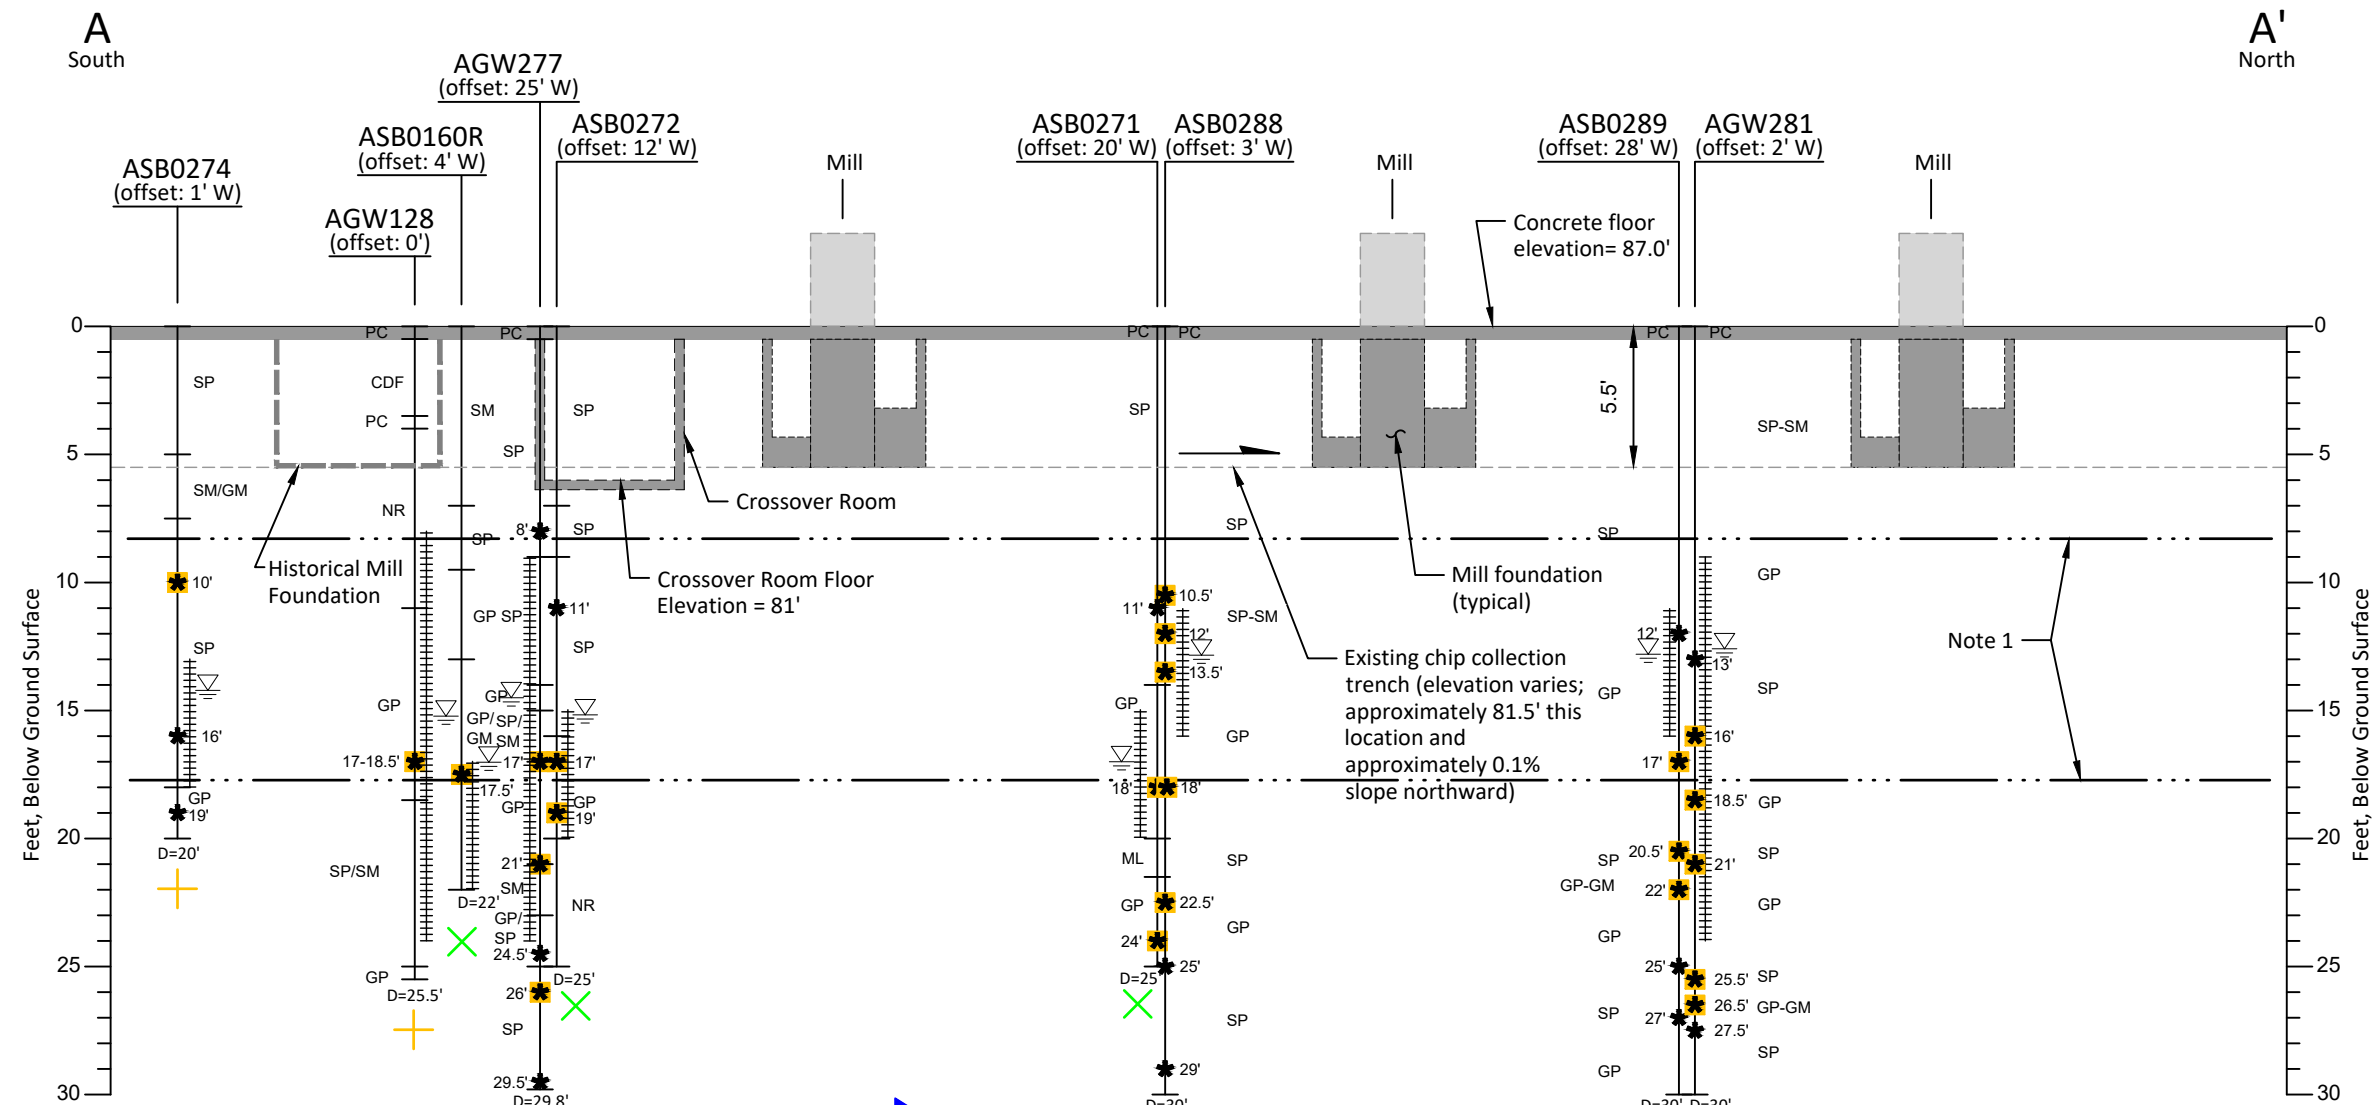 A
South
A'
North
AGW277
(offset: 25' W)
ASB0160R
(offset: 4' W)
ASB0272
(offset: 12' W)
ASB0271
(offset: 20' W)
ASB0288
(offset: 3' W)
ASB0289
(offset: 28' W)
AGW281
(offset: 2' W)
ASB0274
(offset: 1' W)
AGW128
(offset: 0')
Mill
Mill
Mill
Concrete floor
elevation= 87.0'
0
5
10
15
20
25
30
Feet, Below Ground Surface
SP
SM/GM
10'
SP
16'
GP
19'
D=20'
Historical Mill
Foundation
PC
CDF
PC
NR
GP
17-18.5'
SP/SM
GP
D=25.5'
SM
SP
GP
GP/
GM
17.5'
D=22'
PC
SP
8'
SP
GP
SP/
SM
17'
GP
21'
SM
GP/
SP
24.5'
26'
SP
29.5'
D=29.8'
SP
SP
11'
SP
17'
GP
19'
NR
D=25'
Crossover Room
Crossover Room Floor
Elevation = 81'
PC
SP
11'
GP
18'
ML
GP
24'
D=25'
PC
SP
10.5'
SP-SM
12'
13.5'
GP
18'
SP
22.5'
GP
25'
SP
29'
D=30'
Existing chip collection
trench (elevation varies;
approximately 81.5' this
location and
approximately 0.1%
slope northward)
Mill foundation
(typical)
5.5'
PC
SP
12'
GP
17'
20.5'
SP
GP-GM
22'
GP
25'
SP
27'
GP
D=30'
PC
SP-SM
GP
13'
SP
16'
18.5'
GP
SP
21'
GP
25.5'
SP
26.5'
GP-GM
27.5'
SP
D=30'
Note 1
0
5
10
15
20
25
30
Feet, Below Ground Surface